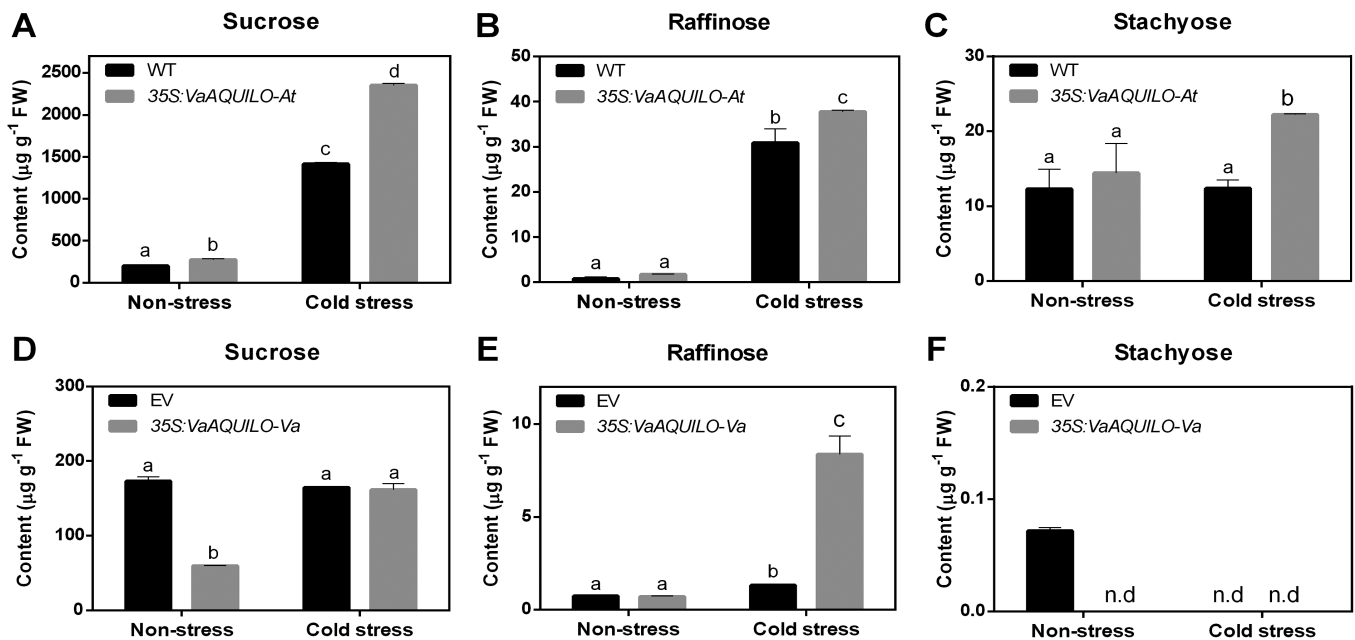 A
Sucrose
Content (µg g-1 FW)
2500
2000
1500
1000
500
0
WT
35S:VaAQUILO-At
a
b
c
d
Non-stress
Cold stress
B
Raffinose
Content (µg g-1 FW)
50
40
30
20
10
0
WT
35S:VaAQUILO-At
a
a
b
c
Non-stress
Cold stress
C
Stachyose
Content (µg g-1 FW)
30
20
10
0
WT
35S:VaAQUILO-At
a
a
a
b
Non-stress
Cold stress
D
Sucrose
Content (µg g-1 FW)
300
200
100
0
EV
35S:VaAQUILO-Va
a
b
a
a
Non-stress
Cold stress
E
Raffinose
Content (µg g-1 FW)
10
5
0
EV
35S:VaAQUILO-Va
a
a
b
c
Non-stress
Cold stress
F
Stachyose
Content (µg g-1 FW)
0.2
0.1
0.0
EV
35S:VaAQUILO-Va
n.d
n.d
n.d
Non-stress
Cold stress